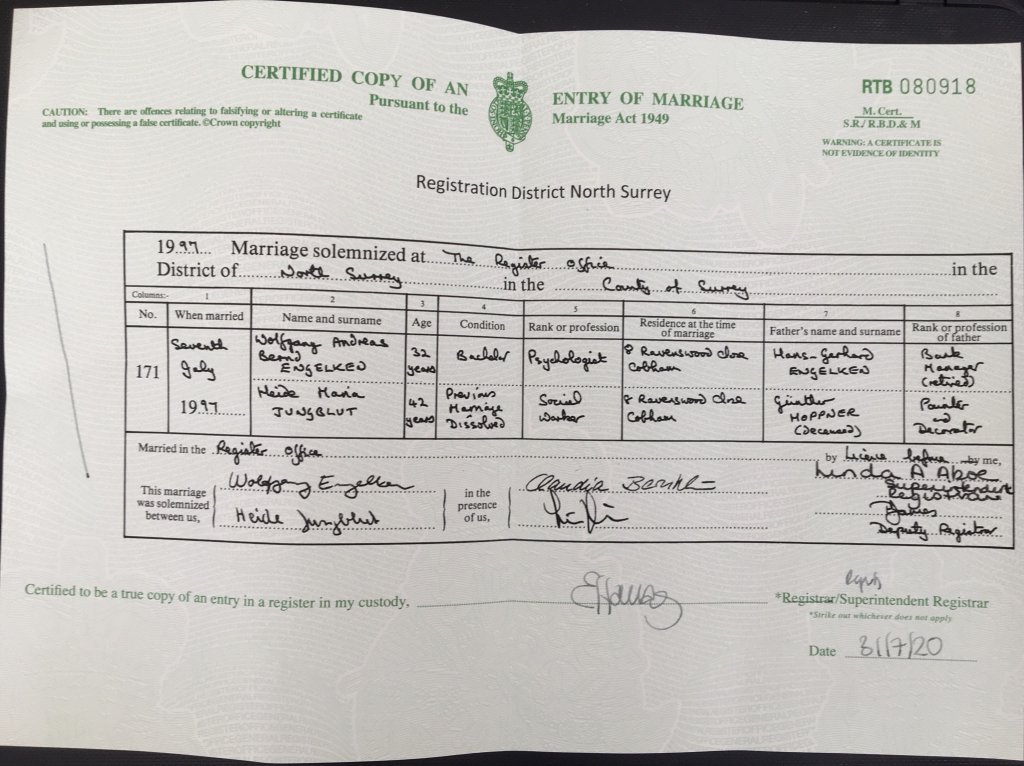 CERTIFIED COPY OF AN ENTRY OF MARRIAGE
Pursuant to the Marriage Act 1949
CAUTION: There are offences relating to falsifying or altering a certificate
and using or possessing a false certificate. ©Crown copyright
RTB 080918
M. Cert.
S.R./R.B.D.& M
WARNING: A CERTIFICATE IS
NOT EVIDENCE OF IDENTITY
Registration District North Surrey
1997 Marriage solemnized at The Register Office in the
District of North Surrey in the County of Surrey
Columns:- 1 2 3 4 5 6 7 8
No. When married Name and surname Age Condition Rank or profession Residence at the time of marriage Father's name and surname Rank or profession of father
171
Seventh
July
1997
Wolfgang Andreas
Bernd
ENGELKEN
32
years
Bachelor
Psychologist
8 Ravenswood Close
Cobham
Hans-Gerhard
ENGELKEN
Bank
Manager
(retired)
Heide Maria
JUNGBLUT
42
years
Previous
Marriage
Dissolved
Social
Worker
8 Ravenswood Close
Cobham
Günther
HOPPNER
(Deceased)
Painter
and
Decorator
Married in the Register Office by Licence before by me,
This marriage
was solemnized
between us,
Wolfgang Engelken
Heide Jungblut
in the
presence
of us,
Claudia
Linda A
Superintendent
Registrar
Deputy Registrar
Certified to be a true copy of an entry in a register in my custody,
*Registrar/Superintendent Registrar
*Strike out whichever does not apply
Date 31/7/20